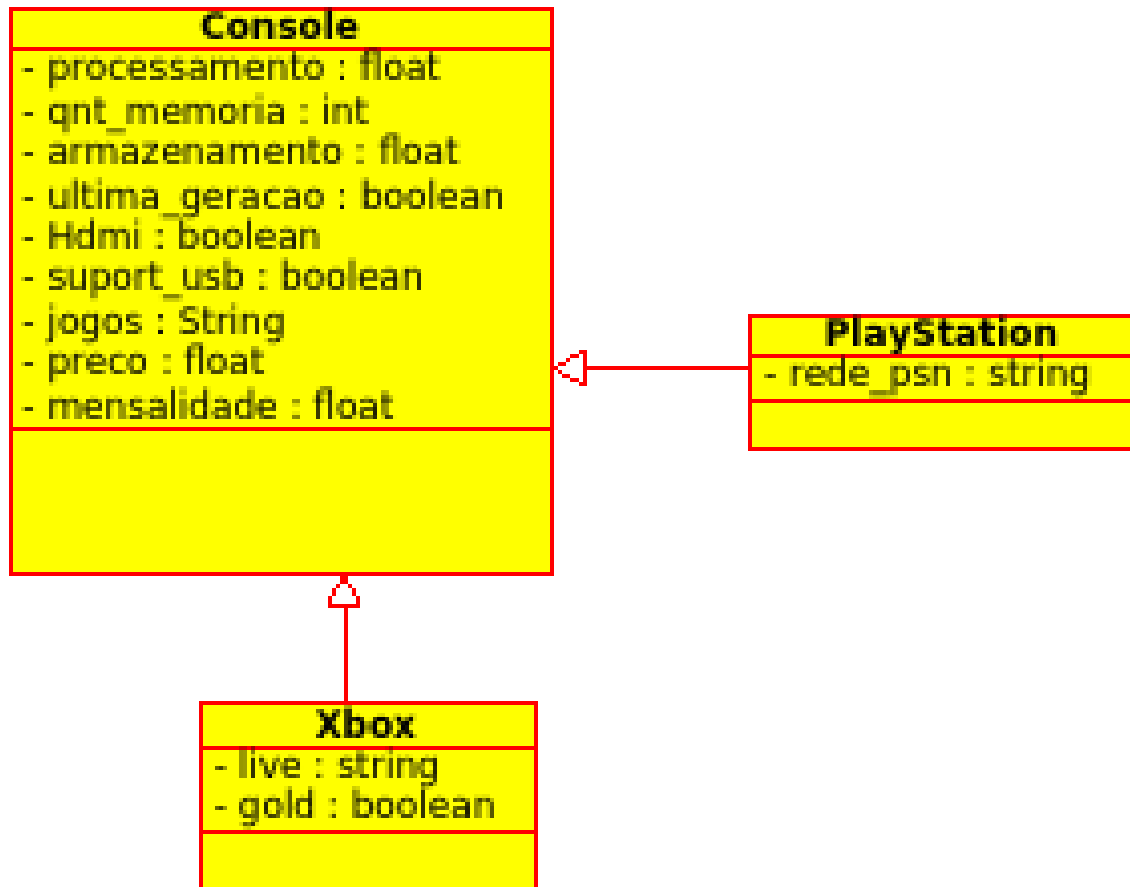 Console
- processamento : float
- qnt_memoria : int
- armazenamento : float
- ultima_geracao : boolean
- Hdmi : boolean
- suport_usb : boolean
- jogos : String
- preco : float
- mensalidade : float
PlayStation
- rede_psn : string
Xbox
- live : string
- gold : boolean